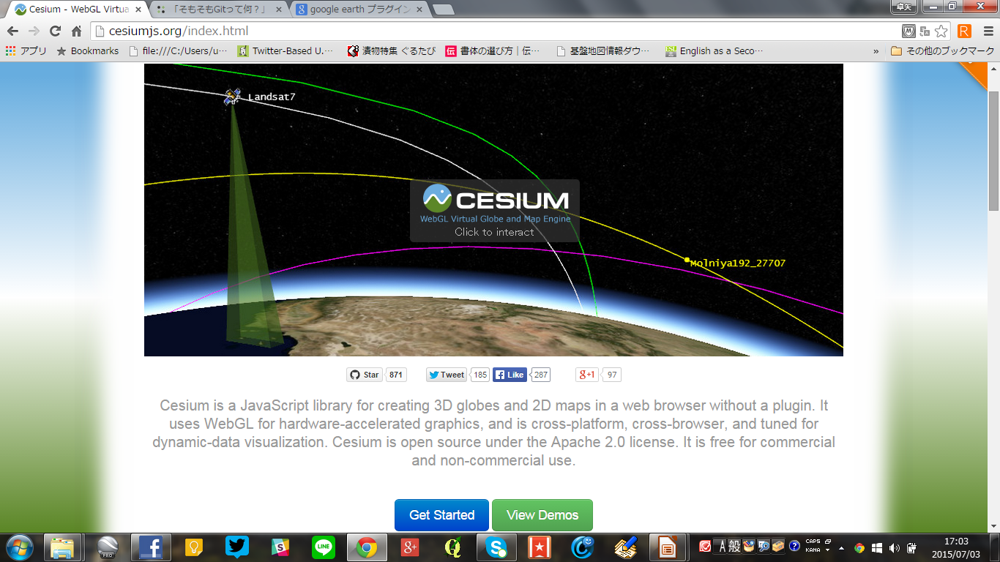 Cesium - WebGL Virtua
「そもそもGitって何？」
google earth プラグイン
卓矢
cesiumjs.org/index.html
アプリ
Bookmarks
file:///C:/Users/u…
Twitter-Based U…
漬物特集 ぐるたび
書体の選び方｜伝…
基盤地図情報ダウ…
English as a Seco…
»
その他のブックマーク
Landsat7
CESIUM
WebGL Virtual Globe and Map Engine
Click to interact
Molniya192_27707
Star 871
Tweet 185
Like 287
g+1 97
Cesium is a JavaScript library for creating 3D globes and 2D maps in a web browser without a plugin. It
uses WebGL for hardware-accelerated graphics, and is cross-platform, cross-browser, and tuned for
dynamic-data visualization. Cesium is open source under the Apache 2.0 license. It is free for commercial
and non-commercial use.
Get Started
View Demos
PRO
LINE
g+
A 般
CAPS
KANA
17:03
2015/07/03